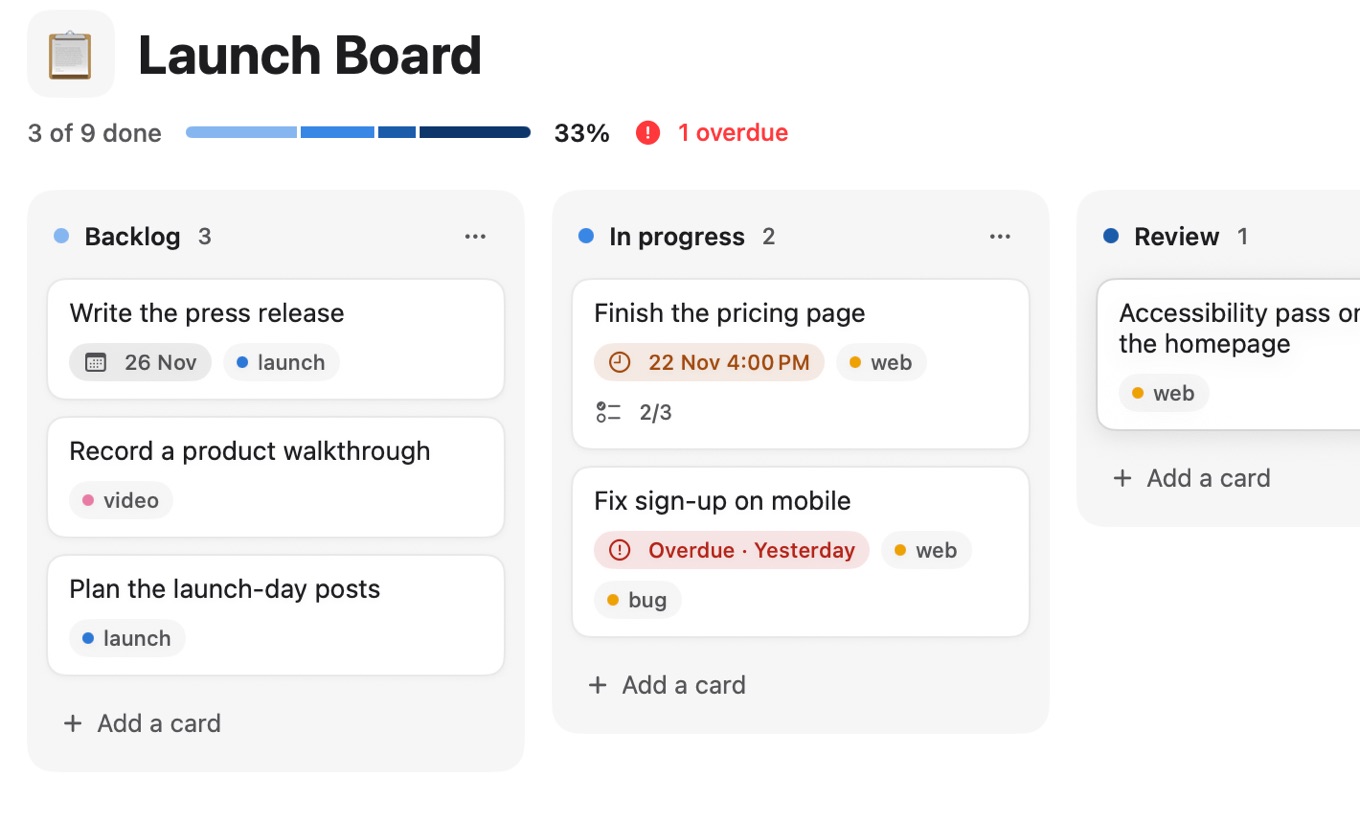 Launch Board
3 of 9 done 33% 1 overdue
Backlog 3
Write the press release
26 Nov launch
Record a product walkthrough
video
Plan the launch-day posts
launch
+ Add a card
In progress 2
Finish the pricing page
22 Nov 4:00 PM web
2/3
Fix sign-up on mobile
Overdue · Yesterday web
bug
+ Add a card
Review 1
Accessibility pass
the homepage
web
+ Add a card